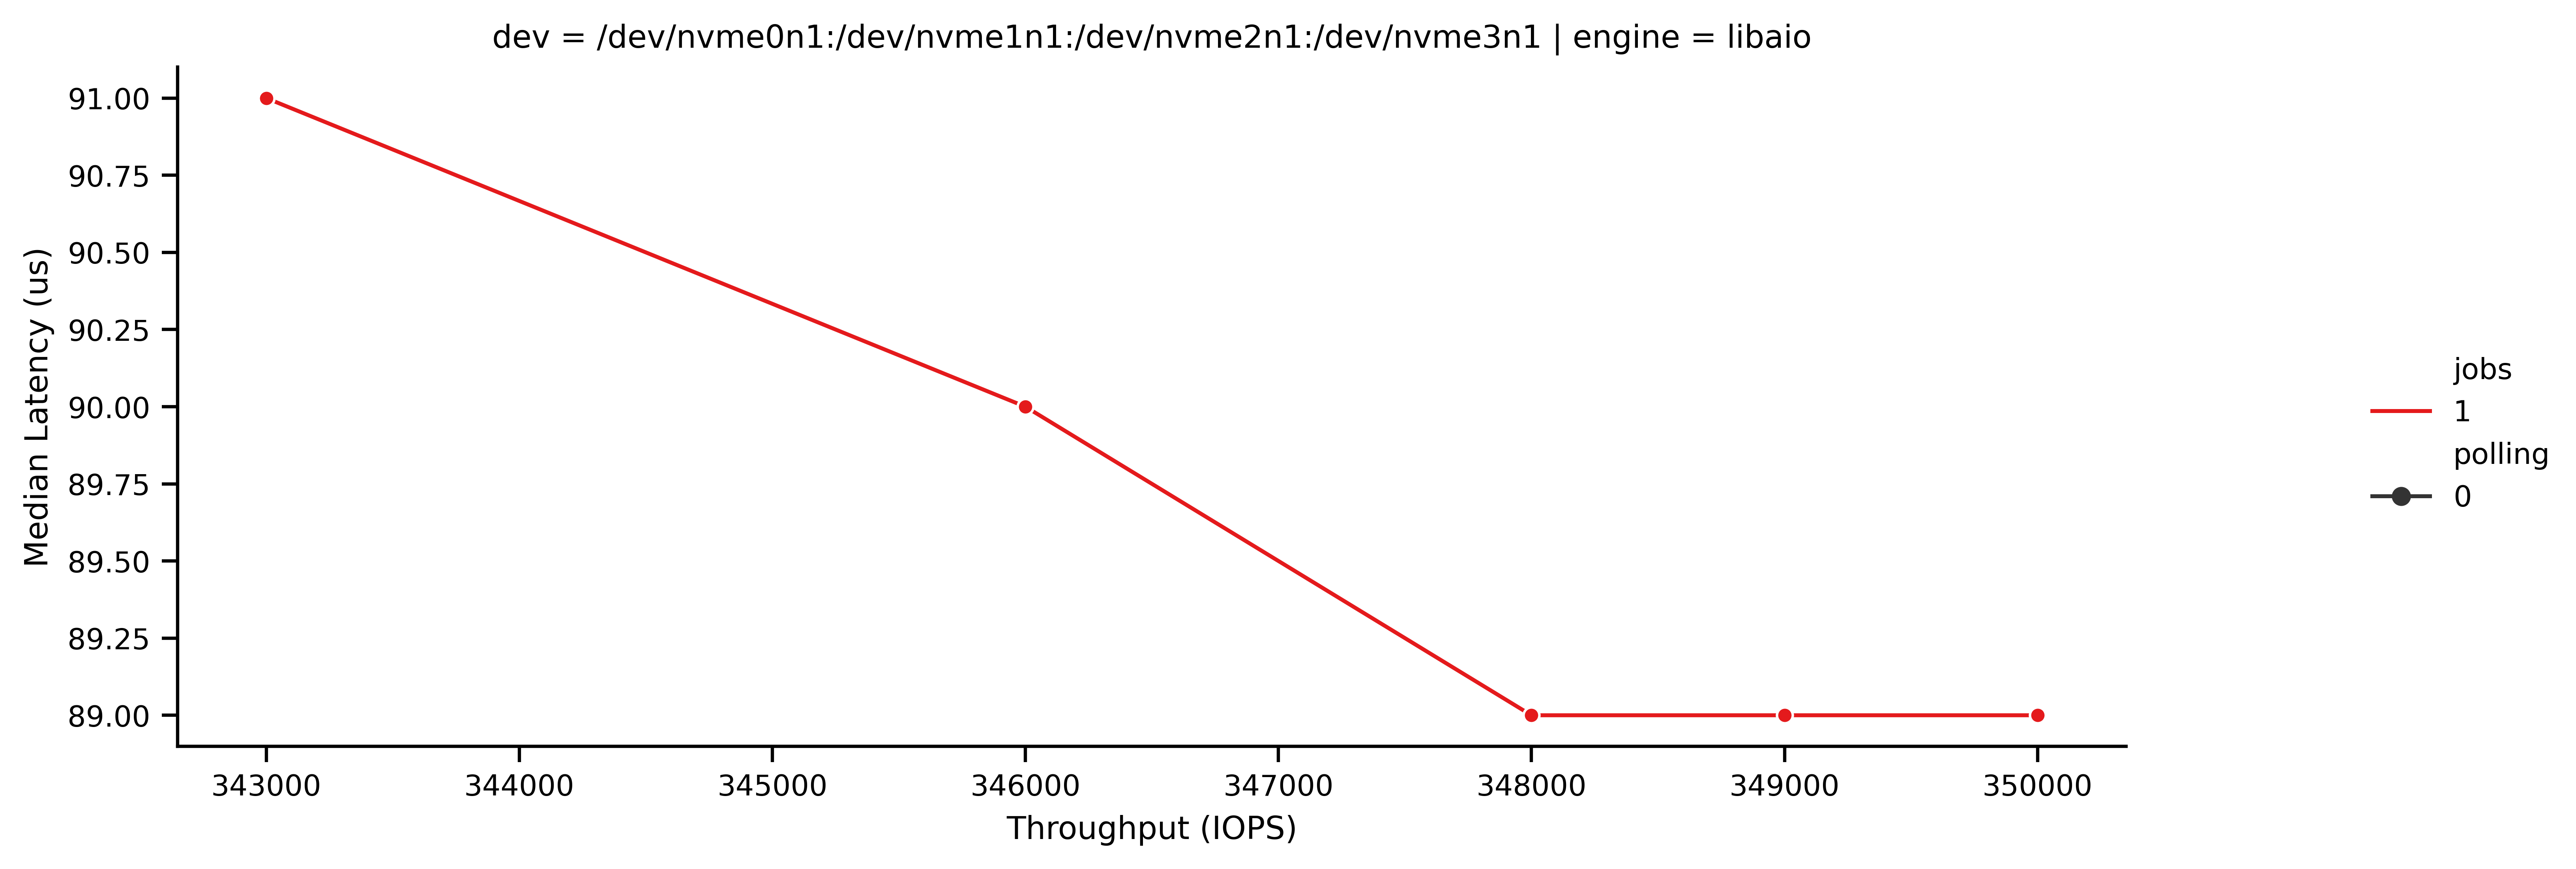 dev = /dev/nvme0n1:/dev/nvme1n1:/dev/nvme2n1:/dev/nvme3n1 | engine = libaio
Median Latency (us)
91.00
90.75
90.50
90.25
90.00
89.75
89.50
89.25
89.00
343000 344000 345000 346000 347000 348000 349000 350000
Throughput (IOPS)
jobs
1
polling
0